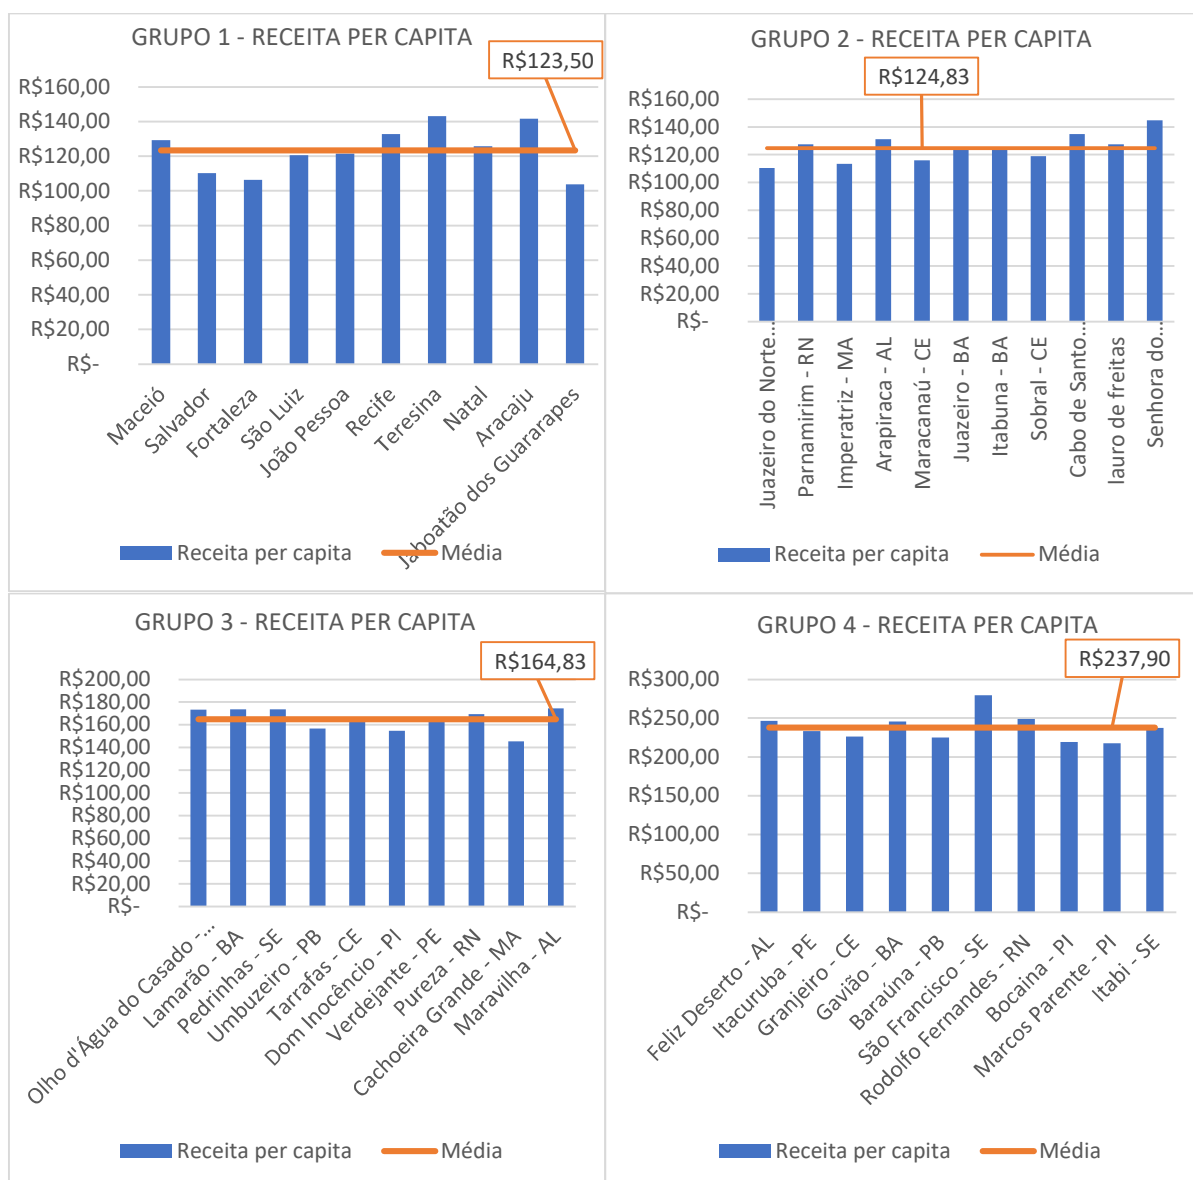 GRUPO 1 - RECEITA PER CAPITA
R$123,50
R$160,00
R$140,00
R$120,00
R$100,00
R$80,00
R$60,00
R$40,00
R$20,00
R$-
Maceió
Salvador
Fortaleza
São Luiz
João Pessoa
Recife
Teresina
Natal
Aracaju
Jaboatão dos Guararapes
Receita per capita
Média
GRUPO 2 - RECEITA PER CAPITA
R$124,83
R$160,00
R$140,00
R$120,00
R$100,00
R$80,00
R$60,00
R$40,00
R$20,00
R$-
Juazeiro do Norte...
Parnamirim - RN
Imperatriz - MA
Arapiraca - AL
Maracanaú - CE
Juazeiro - BA
Itabuna - BA
Sobral - CE
Cabo de Santo...
lauro de freitas
Senhora do...
Receita per capita
Média
GRUPO 3 - RECEITA PER CAPITA
R$164,83
R$200,00
R$180,00
R$160,00
R$140,00
R$120,00
R$100,00
R$80,00
R$60,00
R$40,00
R$20,00
R$-
Olho d'Água do Casado -...
Lamarão - BA
Pedrinhas - SE
Umbuzeiro - PB
Tarrafas - CE
Dom Inocêncio - PI
Verdejante - PE
Pureza - RN
Cachoeira Grande - MA
Maravilha - AL
Receita per capita
Média
GRUPO 4 - RECEITA PER CAPITA
R$237,90
R$300,00
R$250,00
R$200,00
R$150,00
R$100,00
R$50,00
R$-
Feliz Deserto - AL
Itacuruba - PE
Granjeiro - CE
Gavião - BA
Baraúna - PB
São Francisco - SE
Rodolfo Fernandes - RN
Bocaina - PI
Marcos Parente - PI
Itabi - SE
Receita per capita
Média